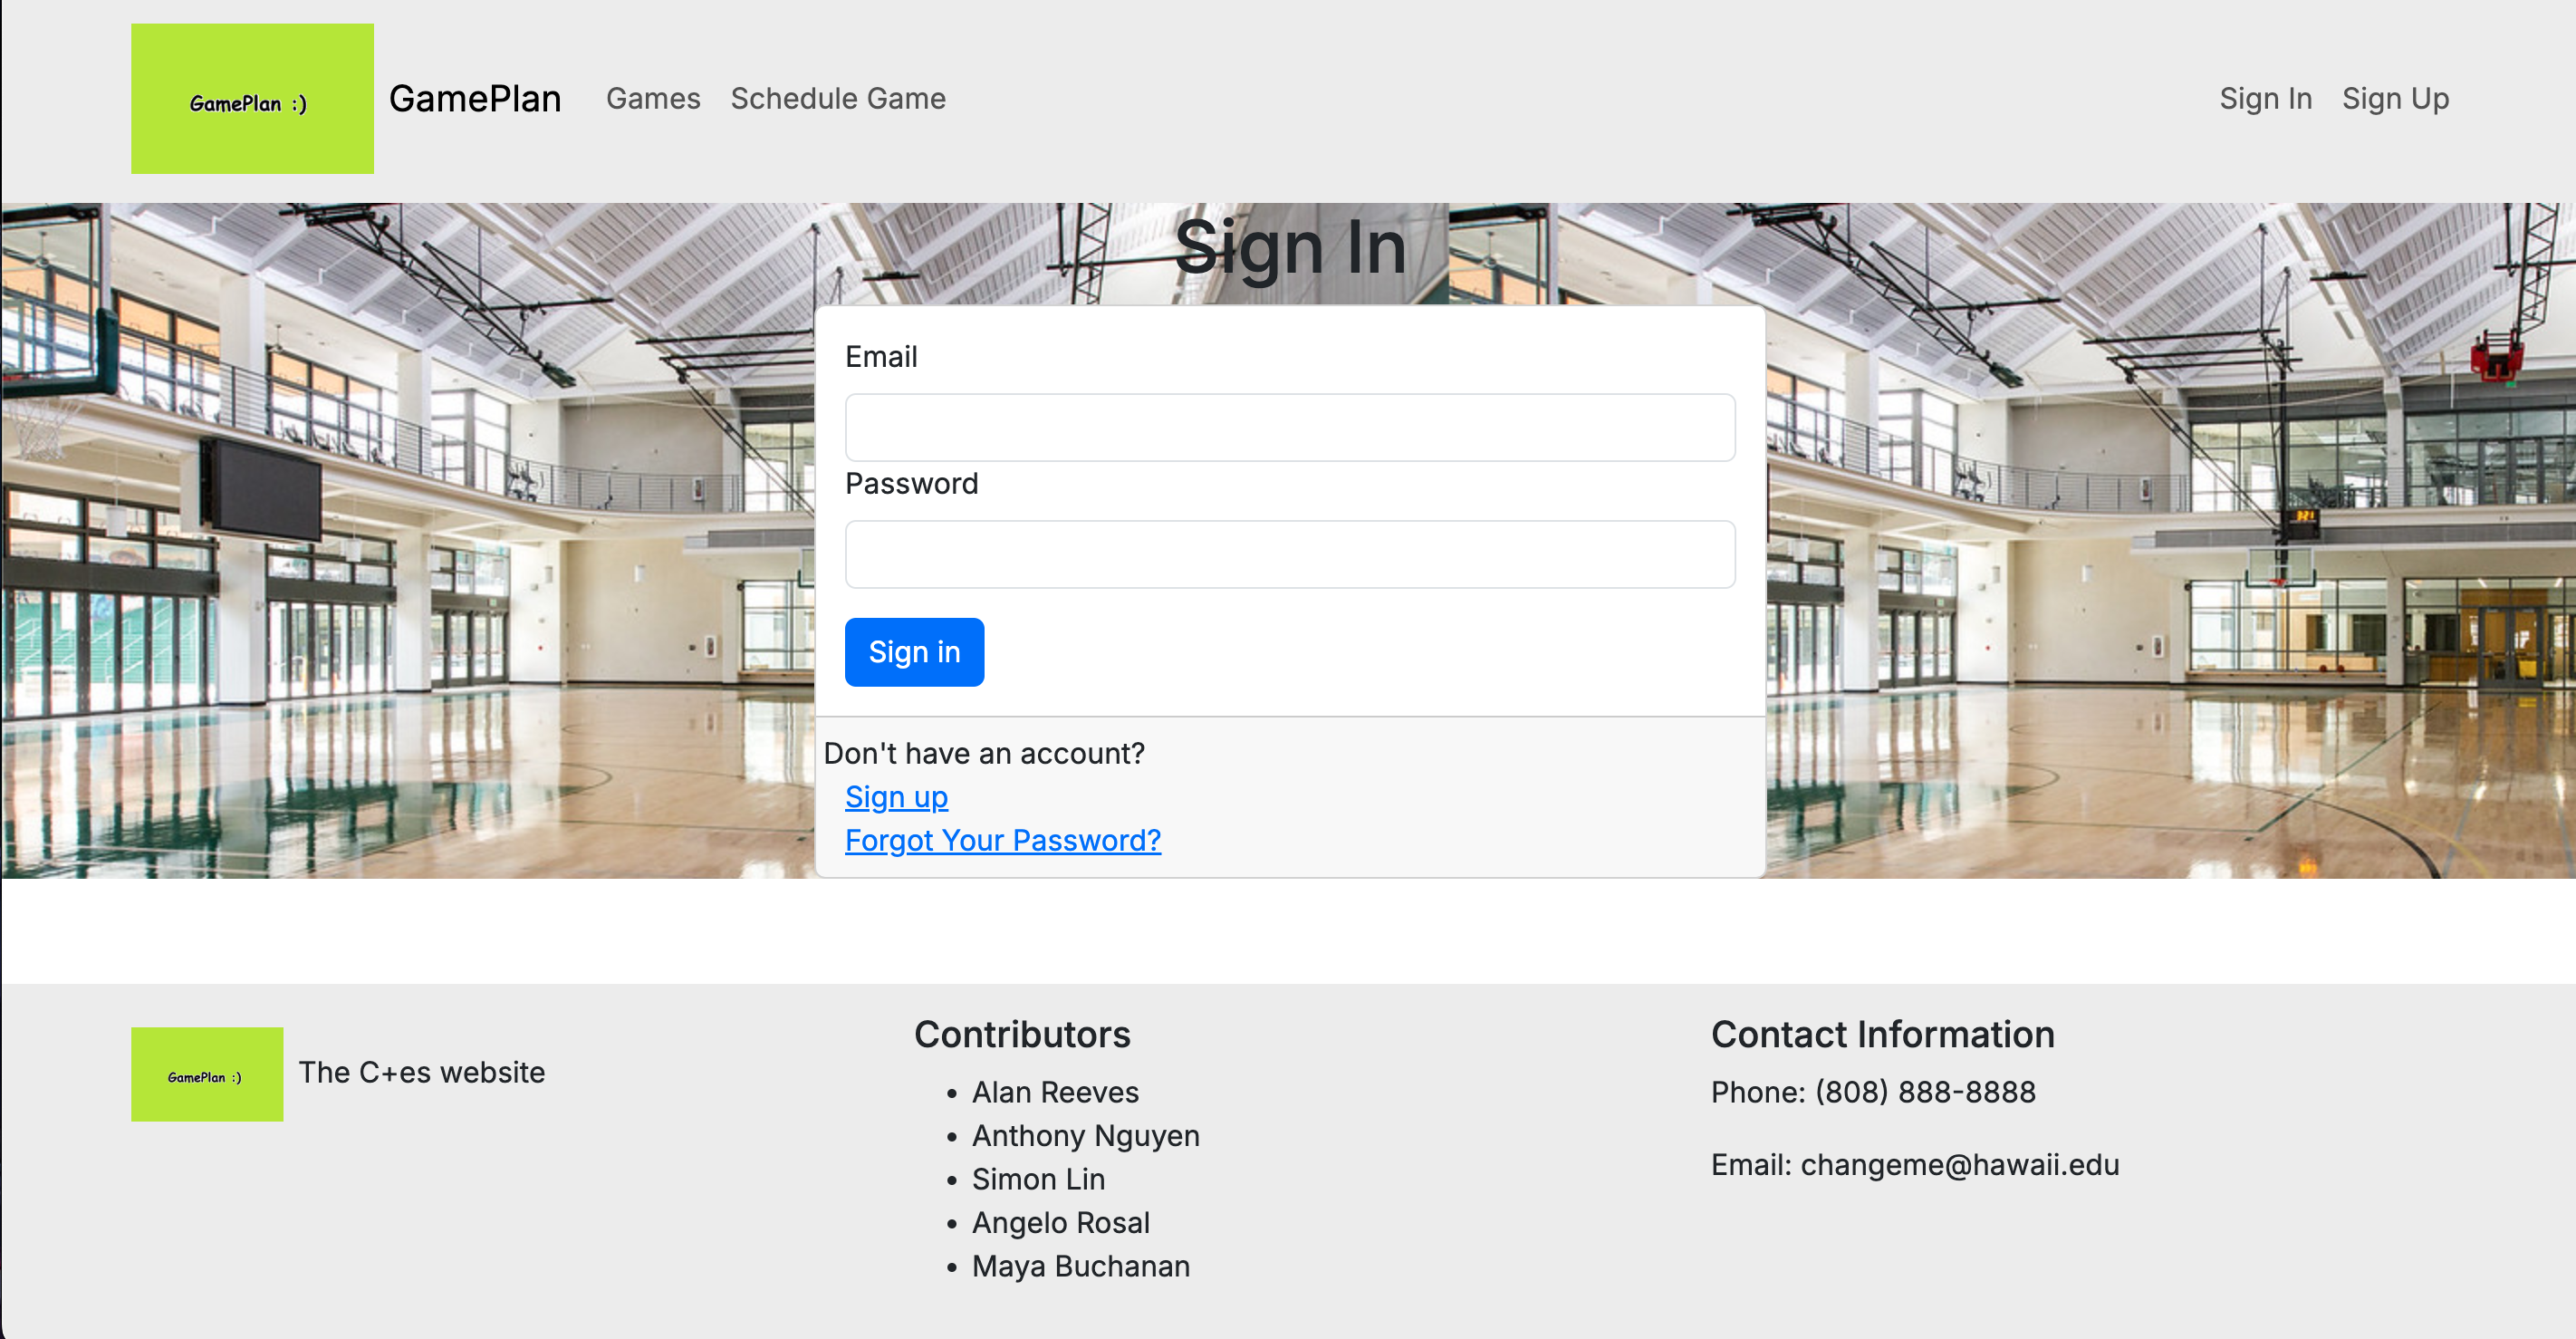 GamePlan :)
GamePlan
Games
Schedule Game
Sign In
Sign Up
Sign In
Email
Password
Sign in
Don't have an account?
Sign up
Forgot Your Password?
GamePlan :)
The C+es website
Contributors
Alan Reeves
Anthony Nguyen
Simon Lin
Angelo Rosal
Maya Buchanan
Contact Information
Phone: (808) 888-8888
Email: changeme@hawaii.edu